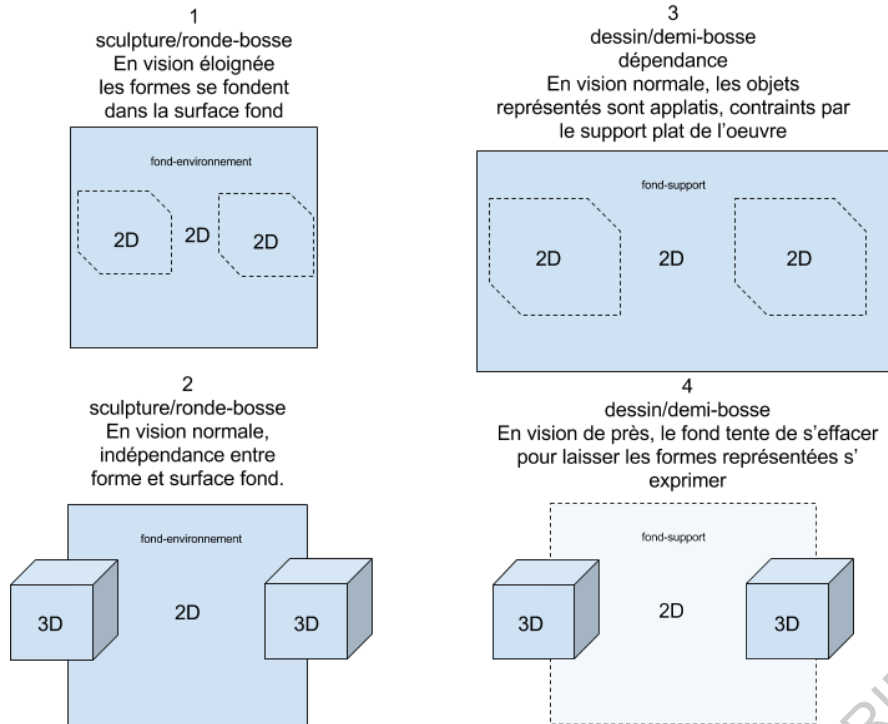 1
sculpture/ronde-bosse
En vision éloignée
les formes se fondent
dans la surface fond
fond-environnement
2D
2D
2D
2
sculpture/ronde-bosse
En vision normale,
indépendance entre
forme et surface fond.
fond-environnement
3D
2D
3D
3
dessin/demi-bosse
dépendance
En vision normale, les objets
représentés sont applatis, contraints par
le support plat de l'oeuvre
fond-support
2D
2D
2D
4
dessin/demi-bosse
En vision de près, le fond tente de s'effacer
pour laisser les formes représentées s'
exprimer
fond-support
3D
2D
3D